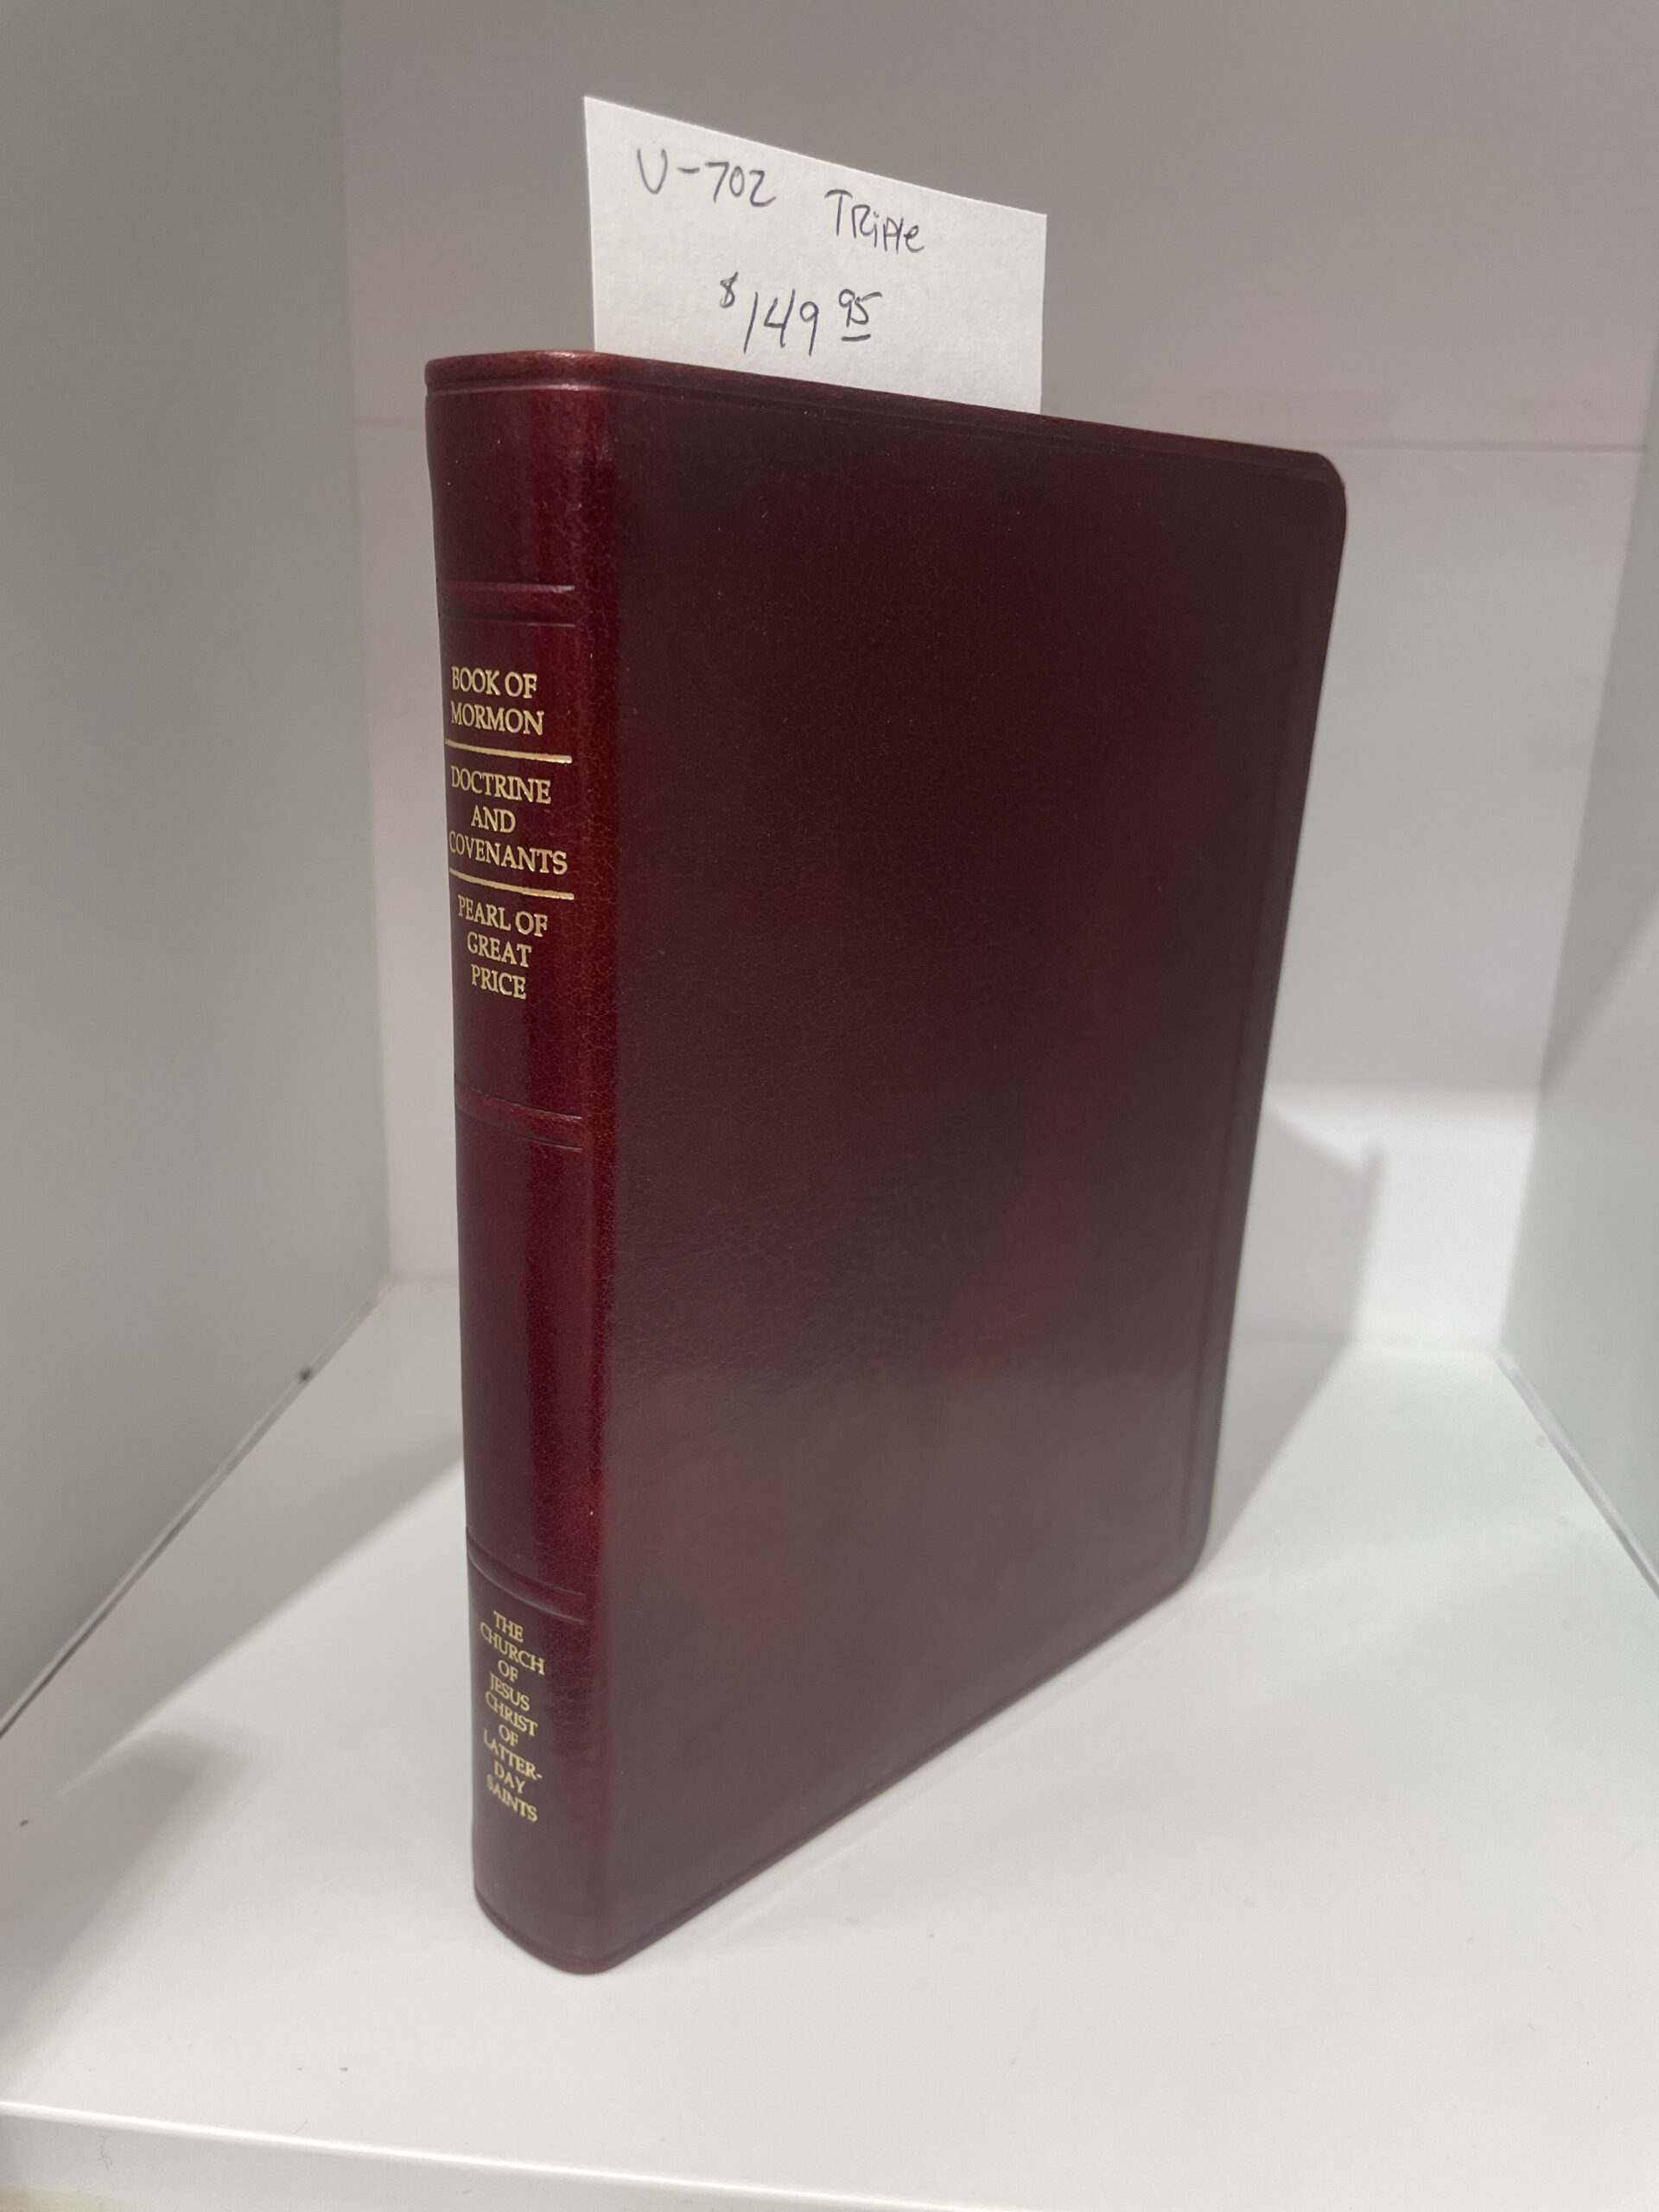 U-702 TRiPle
$149 95
BOOK OF
MORMON
DOCTRINE
AND
COVENANTS
PEARL OF
GREAT
PRICE
THE
CHURCH
OF
JESUS
CHRIST
OF
LATTER-
DAY
SAINTS